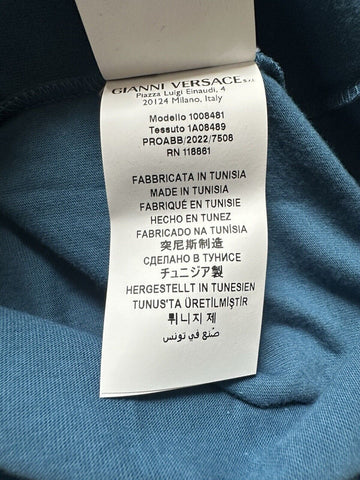 GIANNI VERSACE S.r.l.
Piazza Luigi Einaudi, 4
20124 Milano, Italy
Modello 1008481
Tessuto 1A08489
PROABB/2022/7508
RN 118861
FABBRICATA IN TUNISIA
MADE IN TUNISIA
FABRIQUÉ EN TUNISIE
HECHO EN TUNEZ
FABRICADO NA TUNÍSIA
突尼斯制造
СДЕЛАНО В ТУНИСЕ
チュニジア製
HERGESTELLT IN TUNESIEN
TUNUS'TA ÜRETİLMİŞTİR
튀니지 제
صُنع في تونس